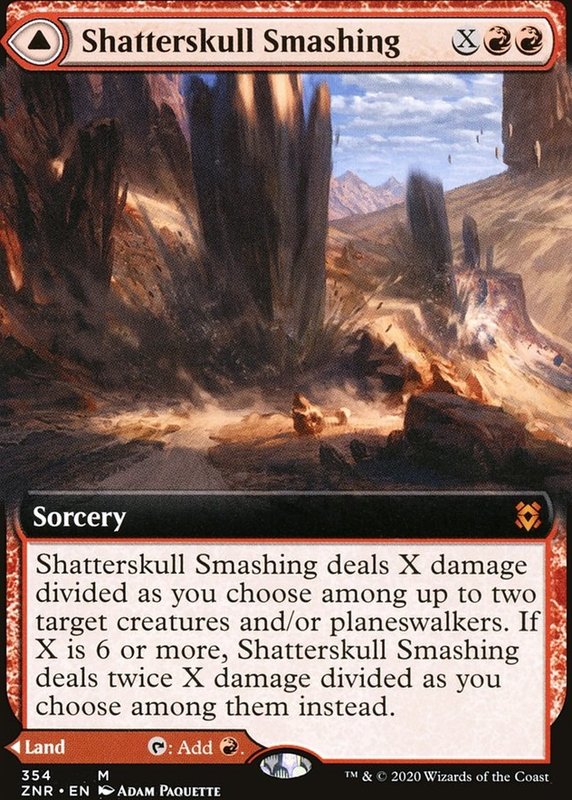 Shatterskull Smashing X
Sorcery
Shatterskull Smashing deals X damage
divided as you choose among up to two
target creatures and/or planeswalkers. If
X is 6 or more, Shatterskull Smashing
deals twice X damage divided as you
choose among them instead.
Land : Add .
354 M
ZNR • EN Adam Paquette
™ & © 2020 Wizards of the Coast